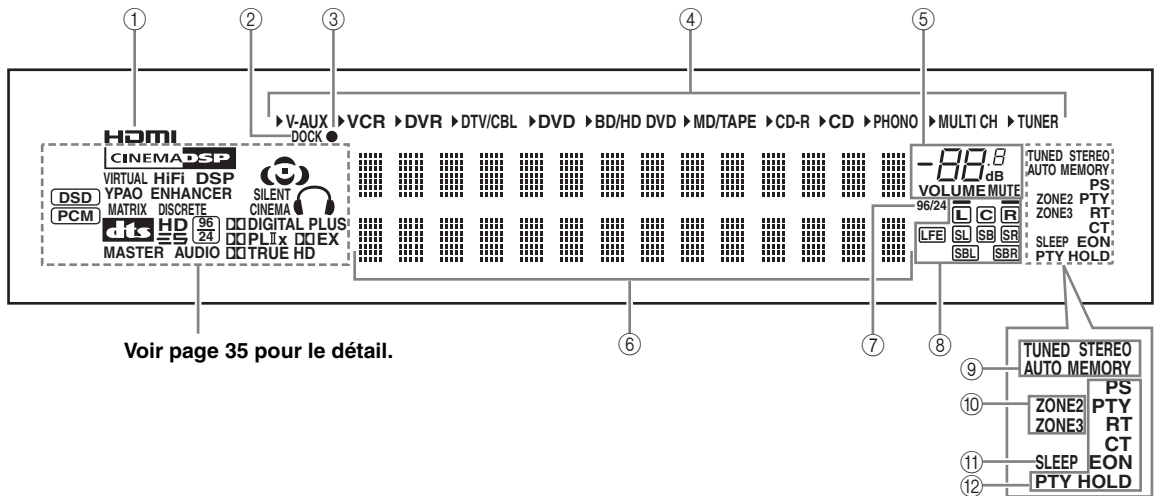 ① ② ③ ④ ⑤
▶V-AUX ▶VCR ▶DVR ▶DTV/CBL ▶DVD ▶BD/HD DVD ▶MD/TAPE ▶CD-R ▶CD ▶PHONO ▶MULTI CH ▶TUNER
DOCK ●
HDMI
CINEMA DSP
VIRTUAL HiFi DSP
DSD YPAO ENHANCER
PCM MATRIX DISCRETE
SILENT CINEMA
dts HD ES 96/24 DIGITAL PLUS
PLIIx EX
MASTER AUDIO TRUE HD
-88.8 dB
VOLUME MUTE
96/24 L C R
LFE SL SB SR
SBL SBR
TUNED STEREO
AUTO MEMORY
PS
ZONE2 PTY
ZONE3 RT
CT
SLEEP EON
PTY HOLD
Voir page 35 pour le détail.
⑥ ⑦ ⑧
⑨ TUNED STEREO
AUTO MEMORY
PS
⑩ ZONE2 PTY
ZONE3 RT
CT
⑪ SLEEP EON
⑫ PTY HOLD